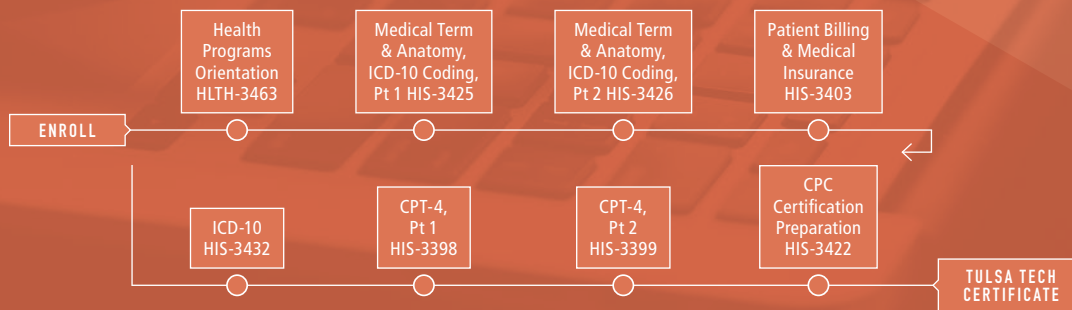 Health
Programs
Orientation
HLTH-3463
Medical Term
& Anatomy,
ICD-10 Coding,
Pt 1 HIS-3425
Medical Term
& Anatomy,
ICD-10 Coding,
Pt 2 HIS-3426
Patient Billing
& Medical
Insurance
HIS-3403
ENROLL
ICD-10
HIS-3432
CPT-4,
Pt 1
HIS-3398
CPT-4,
Pt 2
HIS-3399
CPC
Certification
Preparation
HIS-3422
TULSA TECH
CERTIFICATE